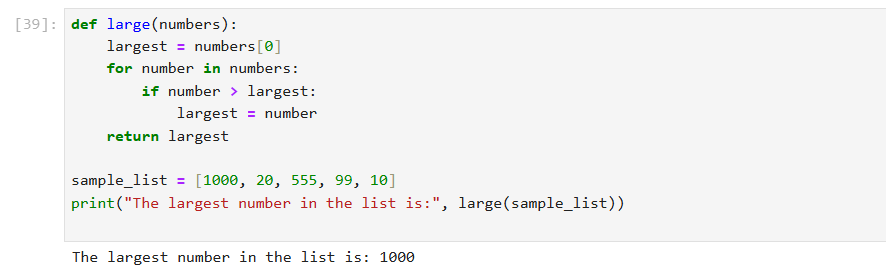 [39]: def large(numbers):
    largest = numbers[0]
    for number in numbers:
        if number > largest:
            largest = number
    return largest
sample_list = [1000, 20, 555, 99, 10]
print("The largest number in the list is:", large(sample_list))
The largest number in the list is: 1000